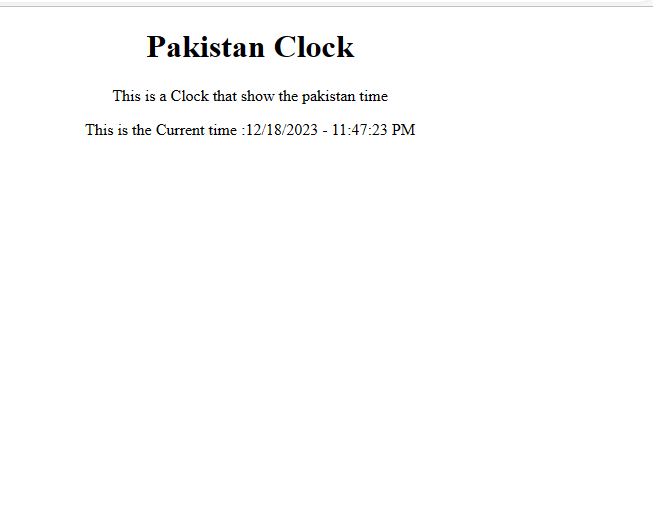 Pakistan Clock
This is a Clock that show the pakistan time
This is the Current time :12/18/2023 - 11:47:23 PM